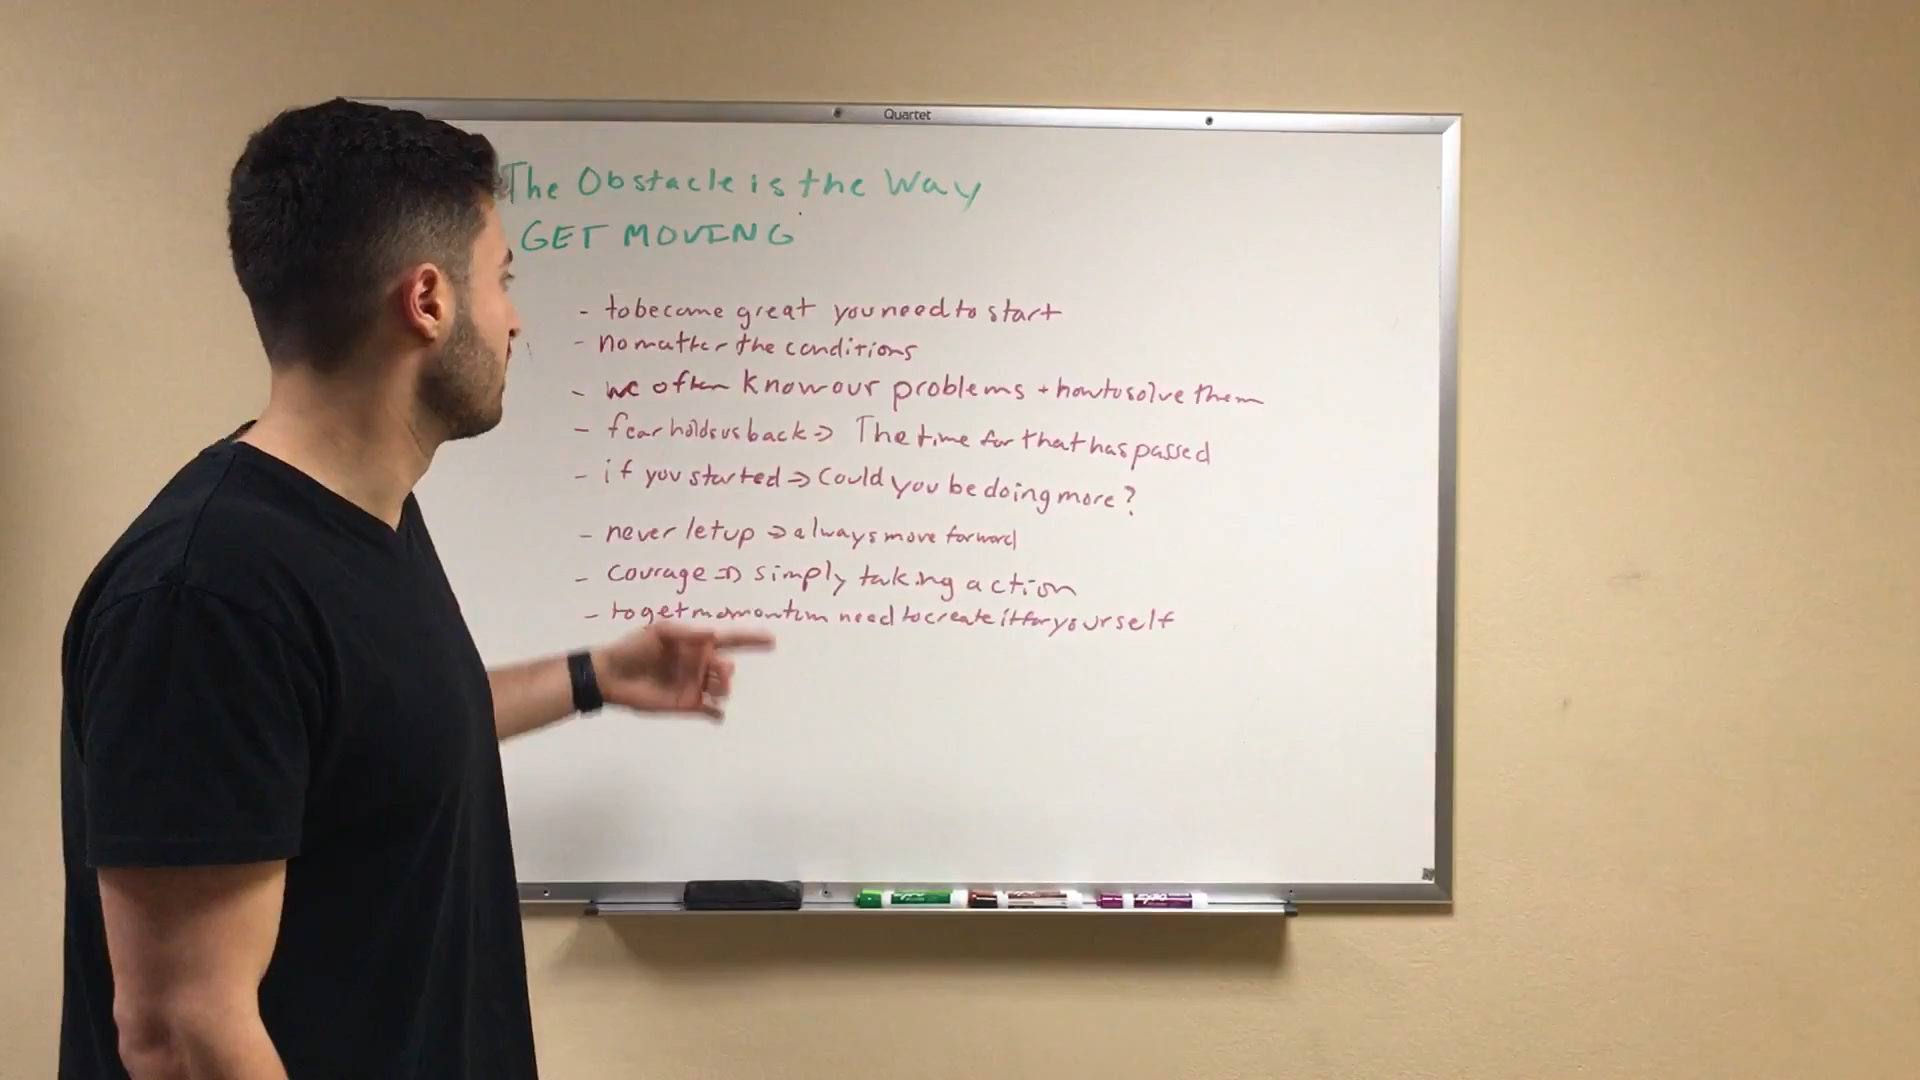 Quartet
The Obstacle is the Way
GET MOVING
- to become great you need to start
- no matter the conditions
- we often know our problems + how to solve them
- fear holds us back => The time for that has passed
- if you started => Could you be doing more?
- never let up => always move forward
- courage => simply taking action
- to get momontum need to create it for yourself